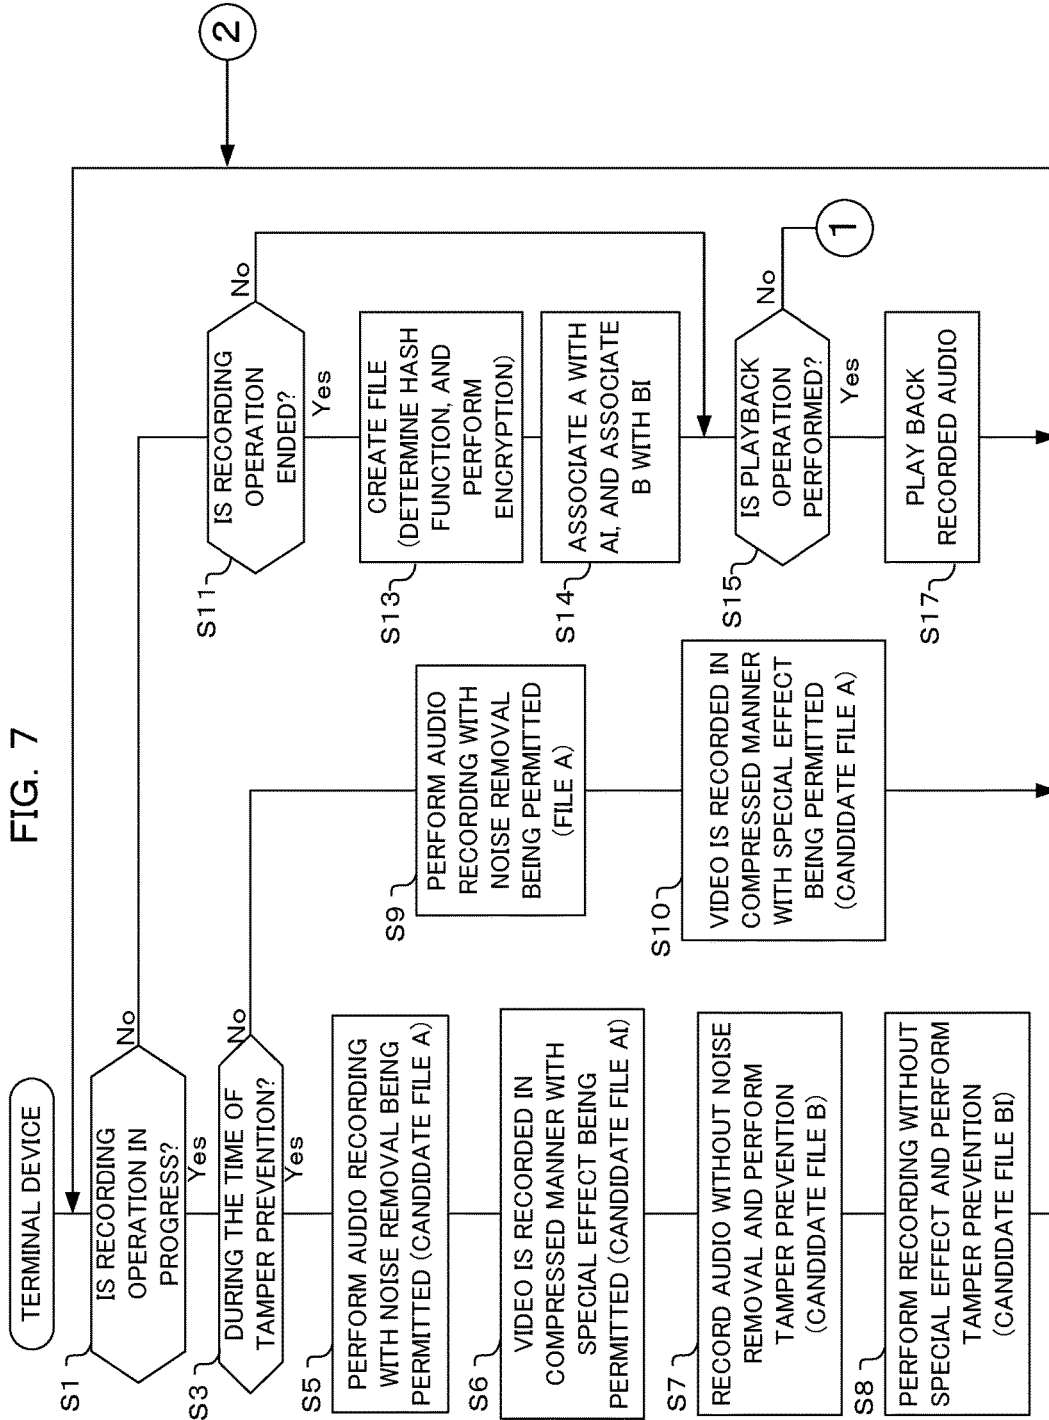 FIG. 7
TERMINAL DEVICE
S1
IS RECORDING
OPERATION IN
PROGRESS?
No
Yes
S3
DURING THE TIME OF
TAMPER PREVENTION?
No
Yes
S5
PERFORM AUDIO RECORDING
WITH NOISE REMOVAL BEING
PERMITTED (CANDIDATE FILE A)
S6
VIDEO IS RECORDED IN
COMPRESSED MANNER WITH
SPECIAL EFFECT BEING
PERMITTED (CANDIDATE FILE AI)
S7
RECORD AUDIO WITHOUT NOISE
REMOVAL AND PERFORM
TAMPER PREVENTION
(CANDIDATE FILE B)
S8
PERFORM RECORDING WITHOUT
SPECIAL EFFECT AND PERFORM
TAMPER PREVENTION
(CANDIDATE FILE BI)
S9
PERFORM AUDIO
RECORDING WITH
NOISE REMOVAL
BEING PERMITTED
(FILE A)
S10
VIDEO IS RECORDED IN
COMPRESSED MANNER
WITH SPECIAL EFFECT
BEING PERMITTED
(CANDIDATE FILE A)
S11
IS RECORDING
OPERATION
ENDED?
No
Yes
S13
CREATE FILE
(DETERMINE HASH
FUNCTION, AND
PERFORM
ENCRYPTION)
S14
ASSOCIATE A WITH
AI, AND ASSOCIATE
B WITH BI
S15
IS PLAYBACK
OPERATION
PERFORMED?
No
Yes
1
S17
PLAY BACK
RECORDED AUDIO
2